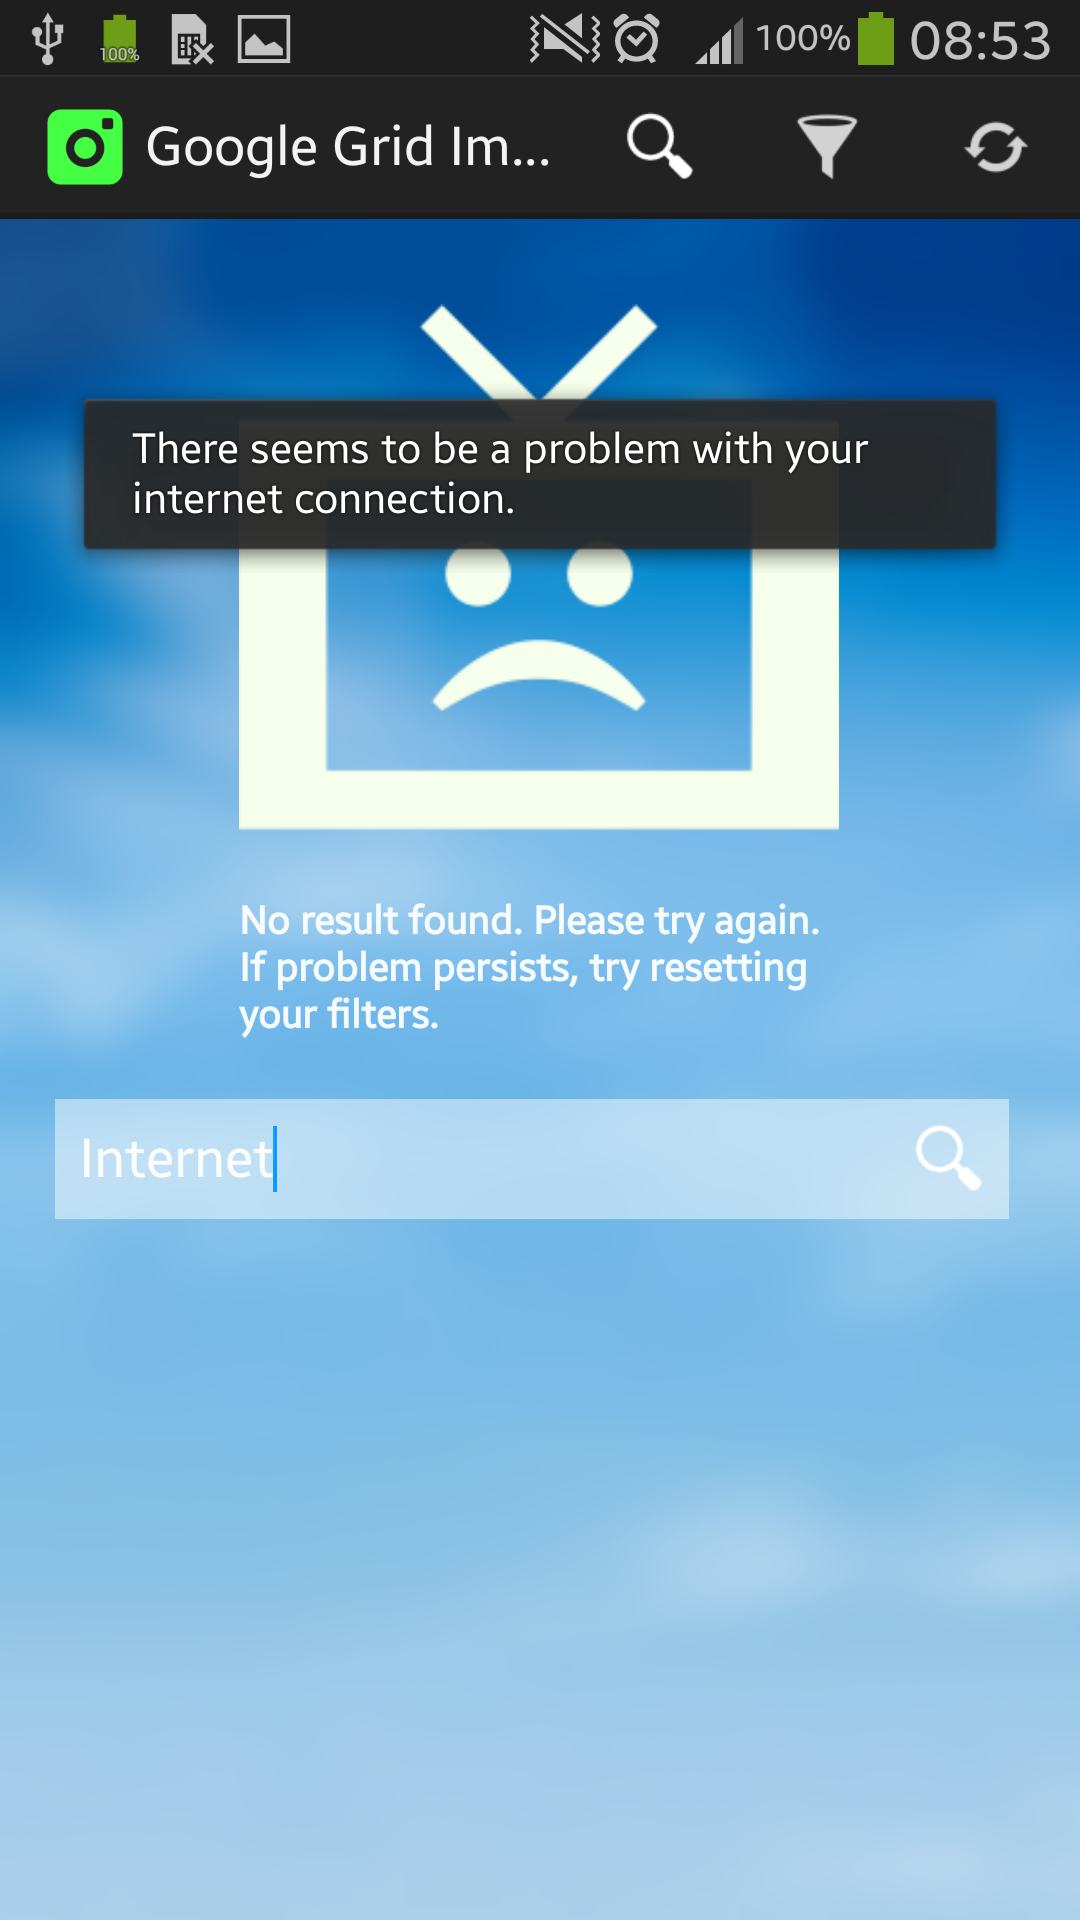 100%
100%
08:53
Google Grid Im...
There seems to be a problem with your
internet connection.
No result found. Please try again.
If problem persists, try resetting
your filters.
Internet